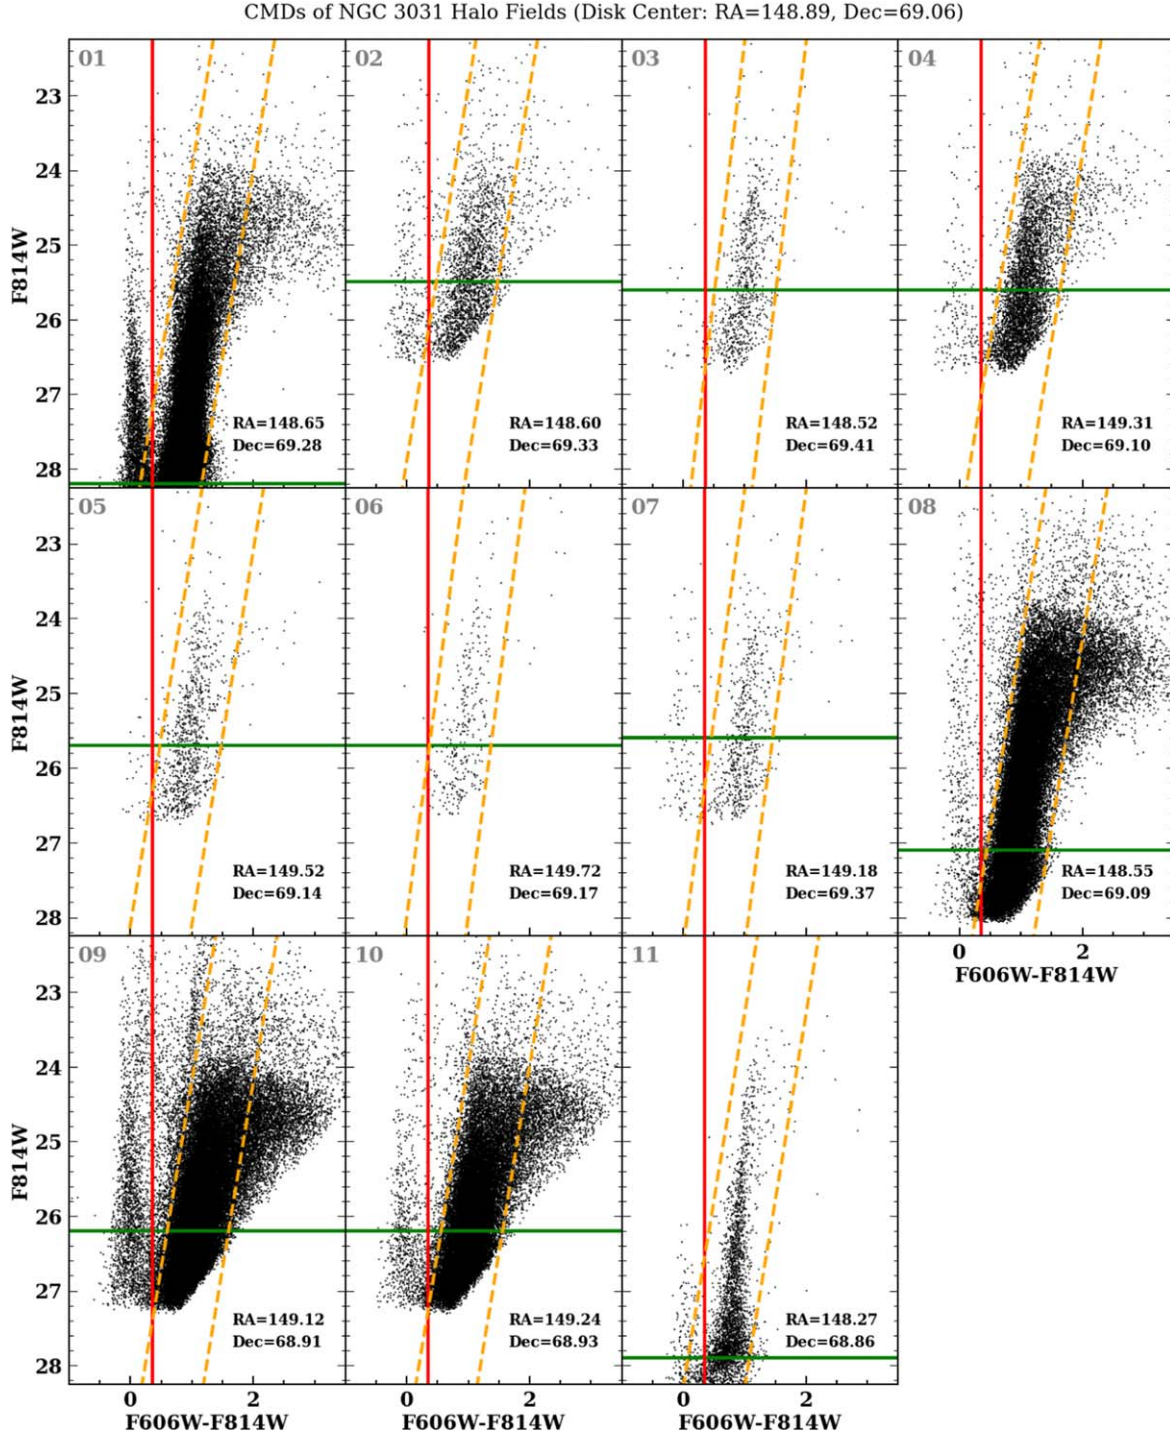 CMDs of NGC 3031 Halo Fields (Disk Center: RA=148.89, Dec=69.06)
01 02 03 04
23
24
25
26
27
28
F814W
RA=148.65
Dec=69.28
RA=148.60
Dec=69.33
RA=148.52
Dec=69.41
RA=149.31
Dec=69.10
05 06 07 08
23
24
25
26
27
28
F814W
RA=149.52
Dec=69.14
RA=149.72
Dec=69.17
RA=149.18
Dec=69.37
RA=148.55
Dec=69.09
0 2
F606W-F814W
09 10 11
23
24
25
26
27
28
F814W
RA=149.12
Dec=68.91
RA=149.24
Dec=68.93
RA=148.27
Dec=68.86
0 2 0 2 0 2
F606W-F814W F606W-F814W F606W-F814W